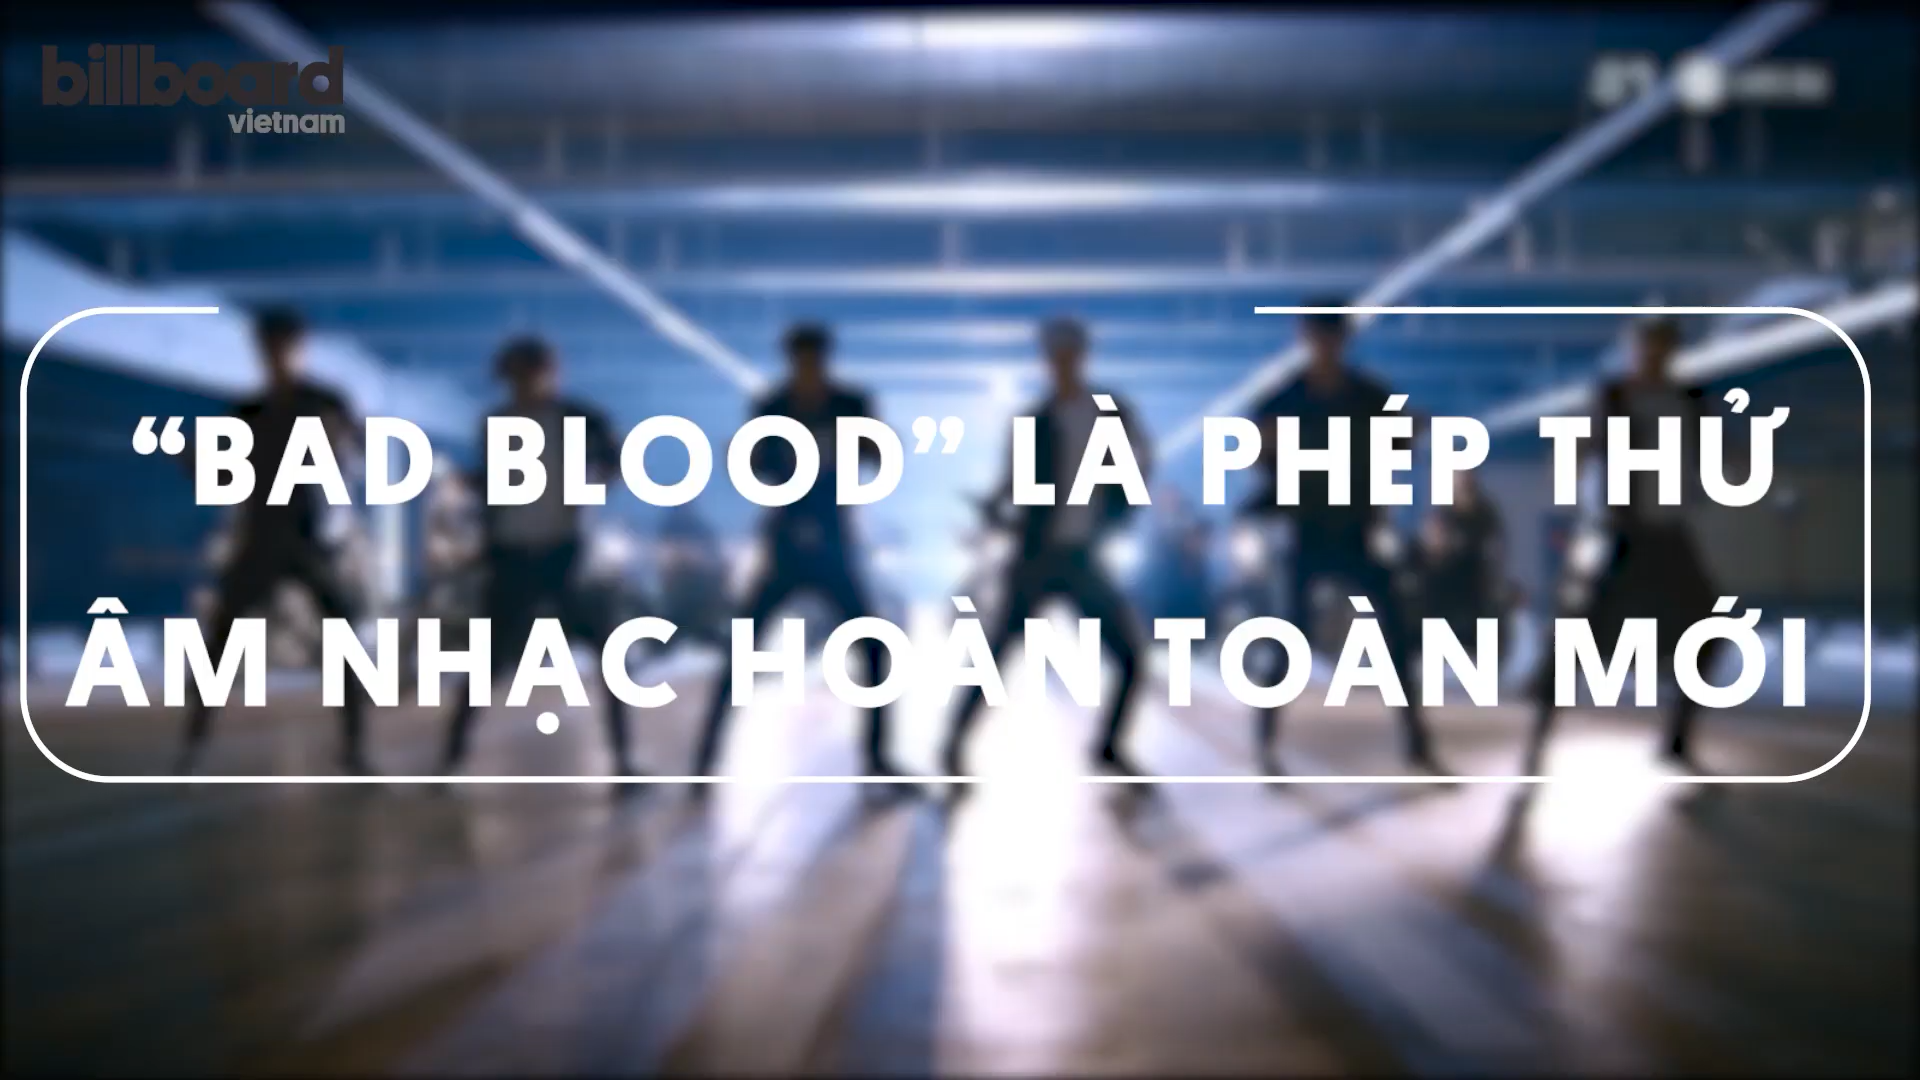 billboard
vietnam
“BAD BLOOD” LÀ PHÉP THỬ
ÂM NHẠC HOÀN TOÀN MỚI